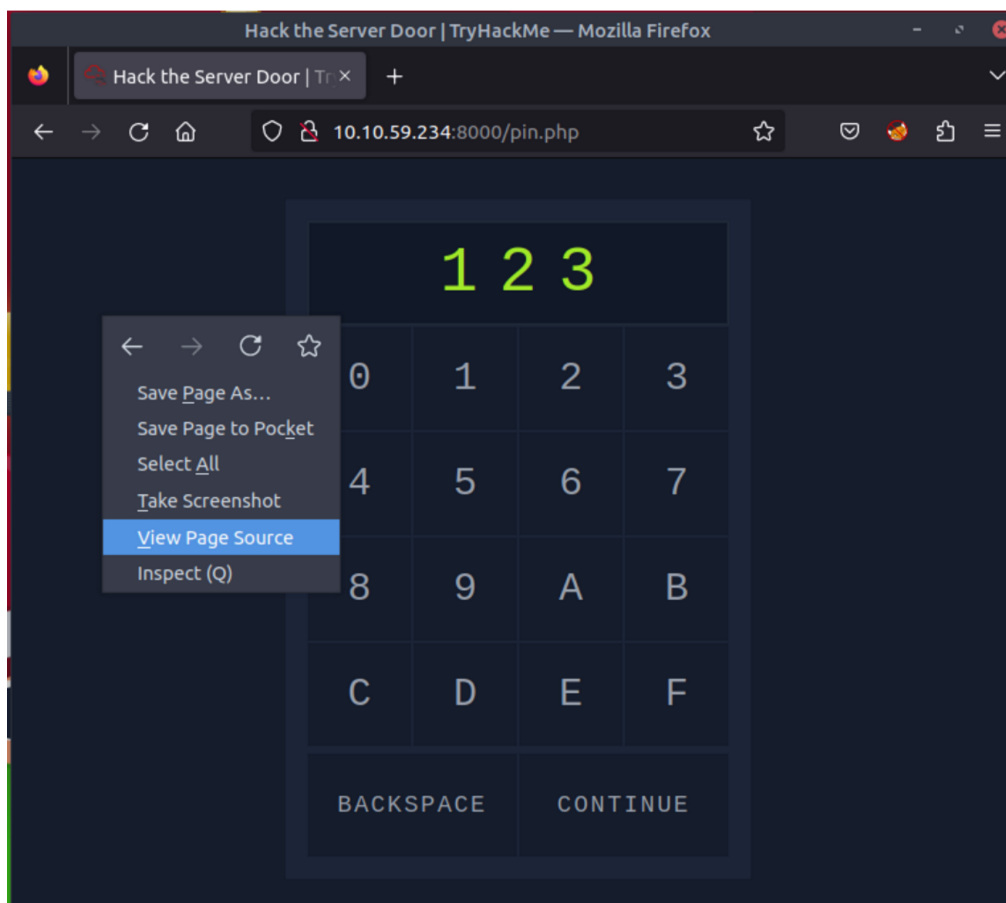 Hack the Server Door | TryHackMe — Mozilla Firefox
Hack the Server Door | Tr
10.10.59.234:8000/pin.php
1 2 3
Save Page As…
Save Page to Pocket
Select All
Take Screenshot
View Page Source
Inspect (Q)
0 1 2 3
4 5 6 7
8 9 A B
C D E F
BACKSPACE CONTINUE